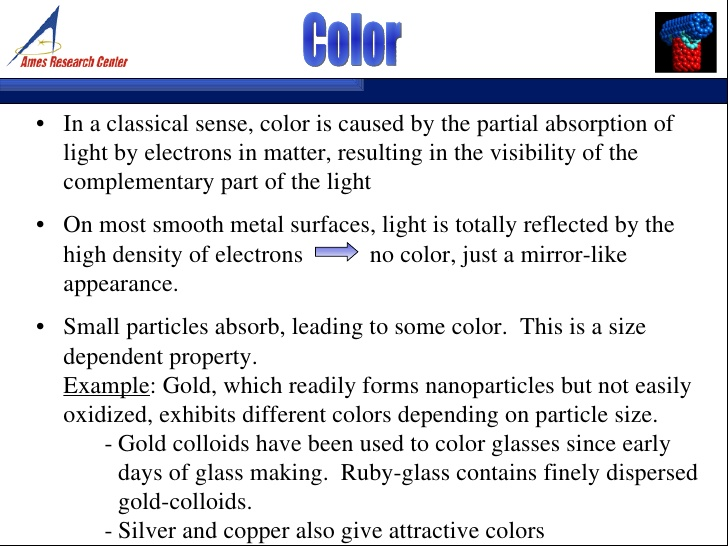 Color
Ames Research Center
• In a classical sense, color is caused by the partial absorption of
light by electrons in matter, resulting in the visibility of the
complementary part of the light
• On most smooth metal surfaces, light is totally reflected by the
high density of electrons no color, just a mirror-like
appearance.
• Small particles absorb, leading to some color. This is a size
dependent property.
Example: Gold, which readily forms nanoparticles but not easily
oxidized, exhibits different colors depending on particle size.
- Gold colloids have been used to color glasses since early
days of glass making. Ruby-glass contains finely dispersed
gold-colloids.
- Silver and copper also give attractive colors